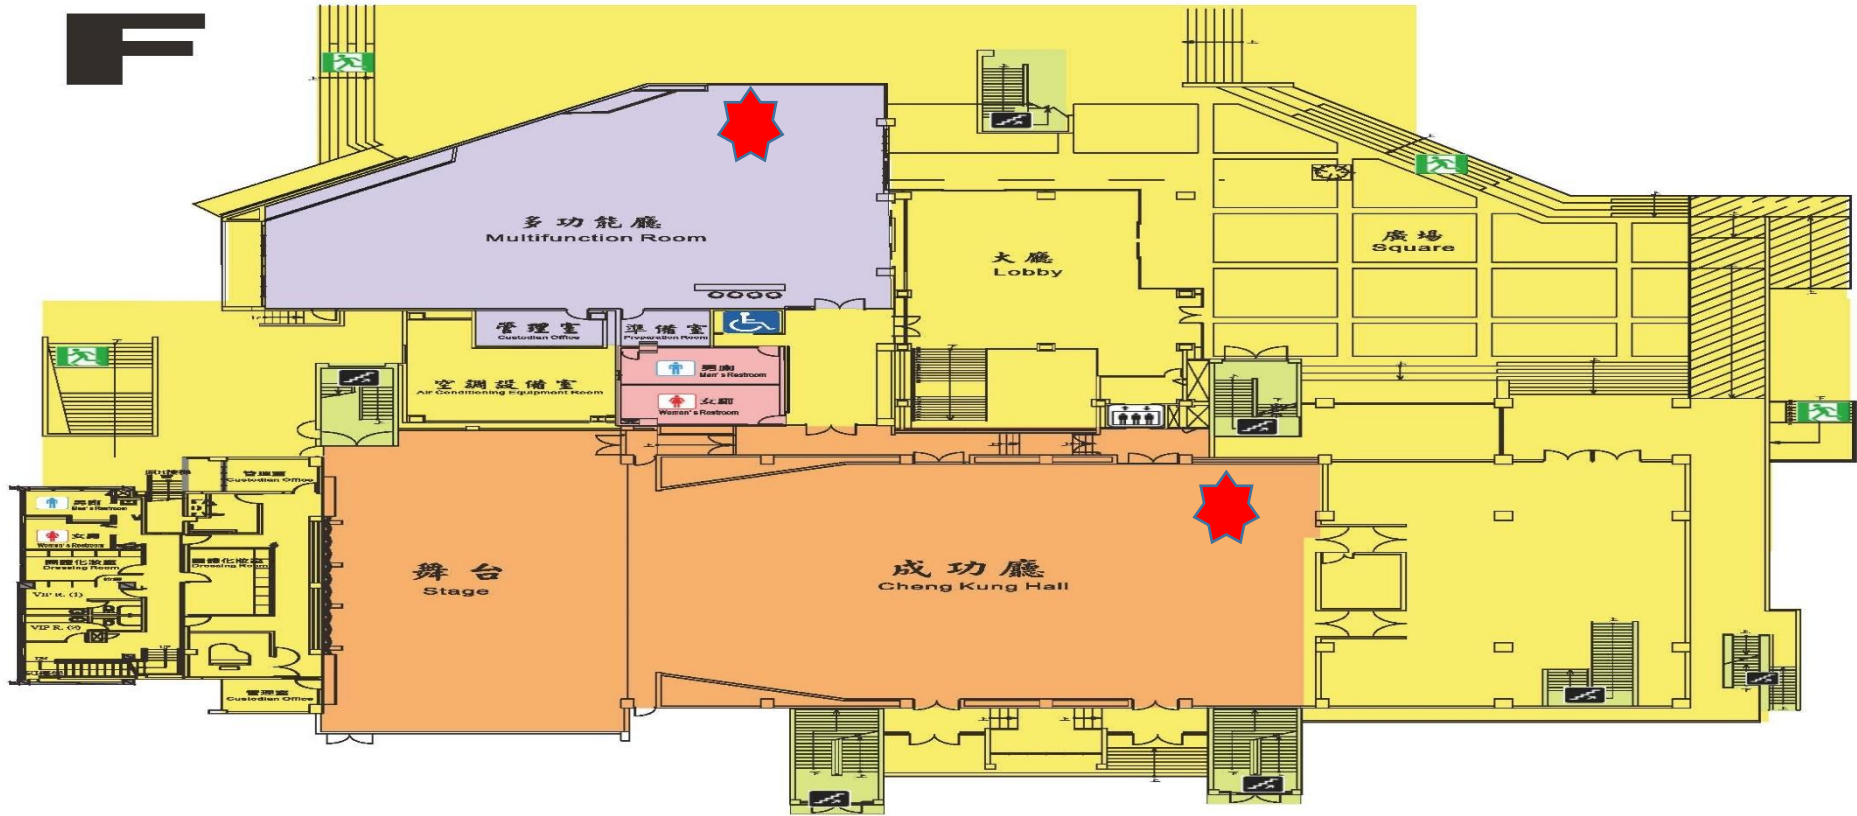 F
多功能廳
Multifunction Room
大廳
Lobby
廣場
Square
管理室
Custodian Office
準備室
Preparation Room
男廁
Men's Restroom
空調設備室
Air Conditioning Equipment Room
女廁
Women's Restroom
管理室
Custodian Office
男廁
Men's Restroom
女廁
Women's Restroom
團體化妝室
Dressing Room
團體化妝室
Dressing Room
VIP R. (1)
VIP R. (2)
舞台
Stage
成功廳
Cheng Kung Hall
管理室
Custodian Office